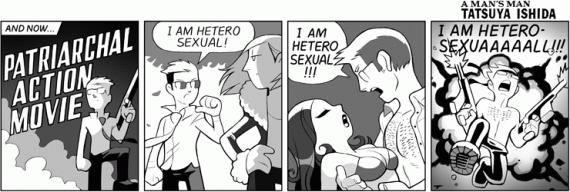 A MAN'S MAN
TATSUYA ISHIDA
AND NOW...
PATRIARCHAL
ACTION
MOVIE
I AM HETERO
SEXUAL!
I AM
HETERO
SEXUAL
!!!
I AM HETERO-
SEXUAAAAALL!!!